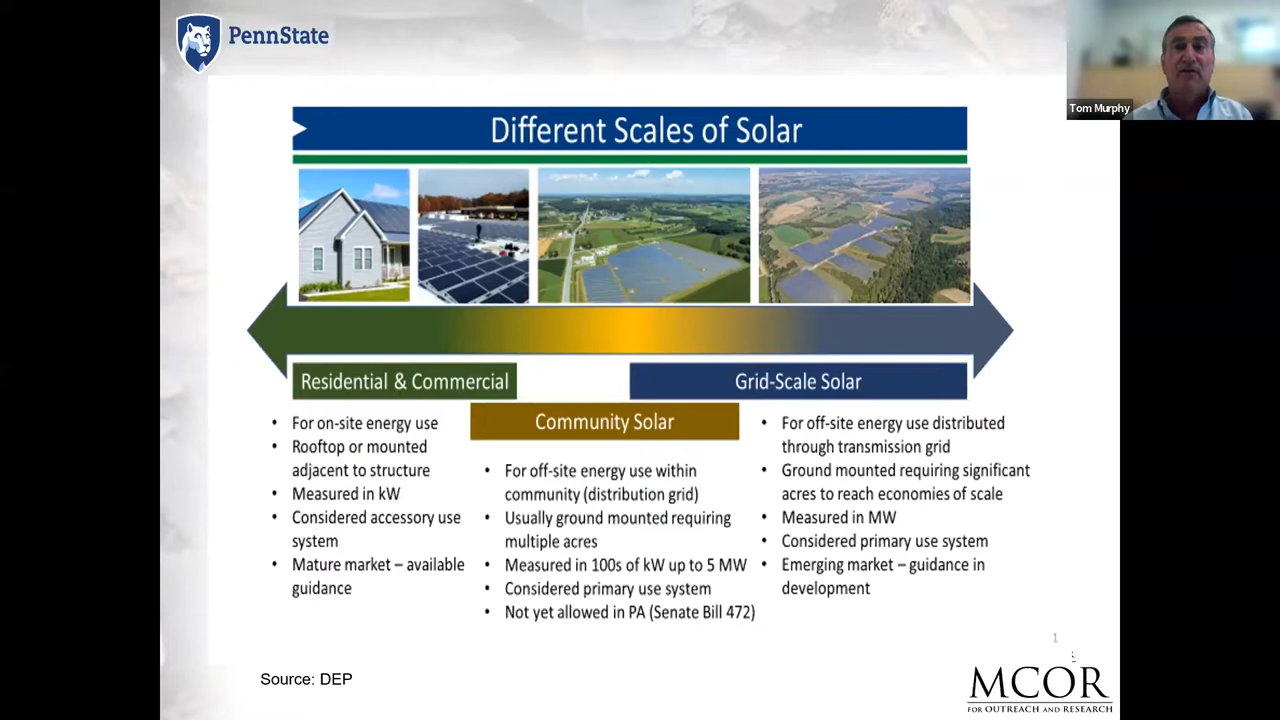 PennState
Tom Murphy
Different Scales of Solar
Residential & Commercial
• For on-site energy use
• Rooftop or mounted
adjacent to structure
• Measured in kW
• Considered accessory use
system
• Mature market – available
guidance
Community Solar
• For off-site energy use within
community (distribution grid)
• Usually ground mounted requiring
multiple acres
• Measured in 100s of kW up to 5 MW
• Considered primary use system
• Not yet allowed in PA (Senate Bill 472)
Grid-Scale Solar
• For off-site energy use distributed
through transmission grid
• Ground mounted requiring significant
acres to reach economies of scale
• Measured in MW
• Considered primary use system
• Emerging market – guidance in
development
1
Source: DEP
MCOR
FOR OUTREACH AND RESEARCH